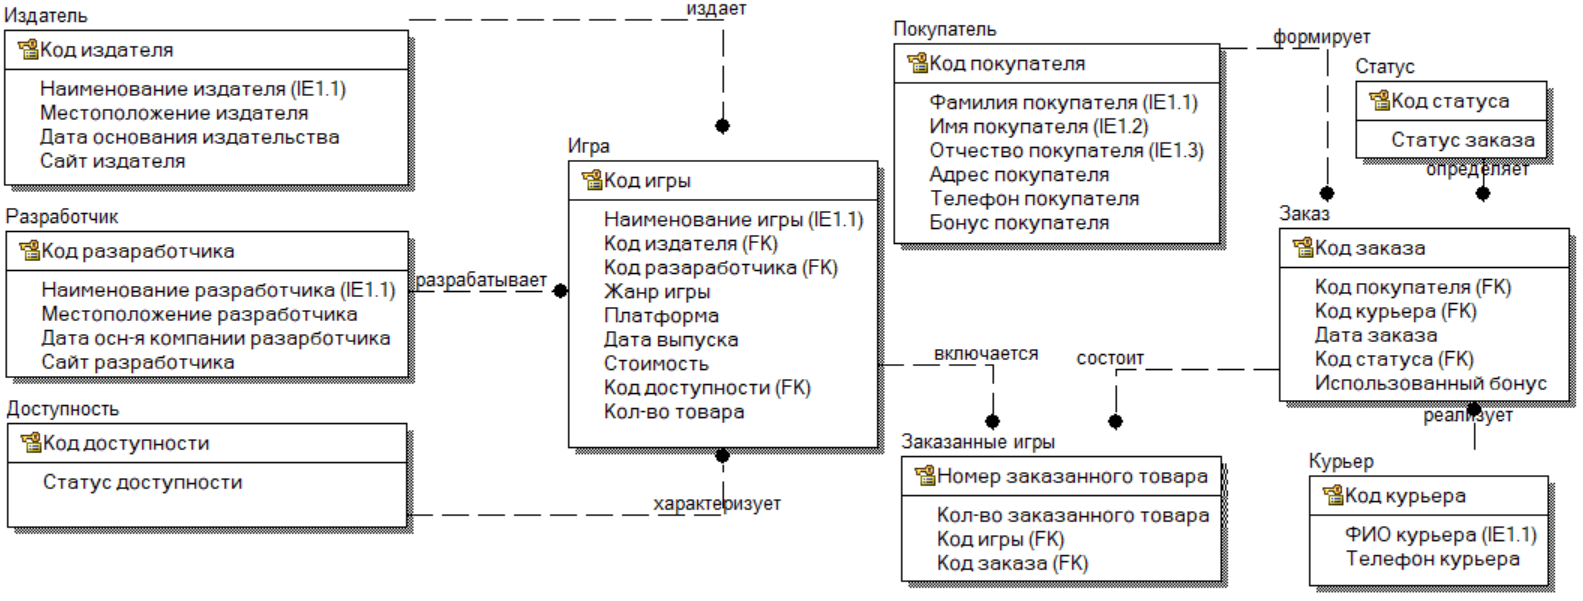 Издатель
Код издателя
Наименование издателя (IE1.1)
Местоположение издателя
Дата основания издательства
Сайт издателя
издает
Разработчик
Код разаработчика
Наименование разработчика (IE1.1)
Местоположение разработчика
Дата осн-я компании разарботчика
Сайт разработчика
разрабатывает
Доступность
Код доступности
Статус доступности
характеризует
Игра
Код игры
Наименование игры (IE1.1)
Код издателя (FK)
Код разаработчика (FK)
Жанр игры
Платформа
Дата выпуска
Стоимость
Код доступности (FK)
Кол-во товара
включается
Покупатель
Код покупателя
Фамилия покупателя (IE1.1)
Имя покупателя (IE1.2)
Отчество покупателя (IE1.3)
Адрес покупателя
Телефон покупателя
Бонус покупателя
формирует
Статус
Код статуса
Статус заказа
определяет
Заказ
Код заказа
Код покупателя (FK)
Код курьера (FK)
Дата заказа
Код статуса (FK)
Использованный бонус
состоит
реализует
Заказанные игры
Номер заказанного товара
Кол-во заказанного товара
Код игры (FK)
Код заказа (FK)
Курьер
Код курьера
ФИО курьера (IE1.1)
Телефон курьера